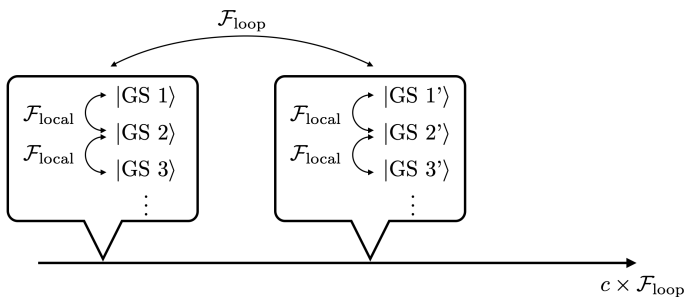 𝓕_loop
𝓕_local
𝓕_local
|GS 1⟩
|GS 2⟩
|GS 3⟩
⋮
𝓕_local
𝓕_local
|GS 1'⟩
|GS 2'⟩
|GS 3'⟩
⋮
c × 𝓕_loop